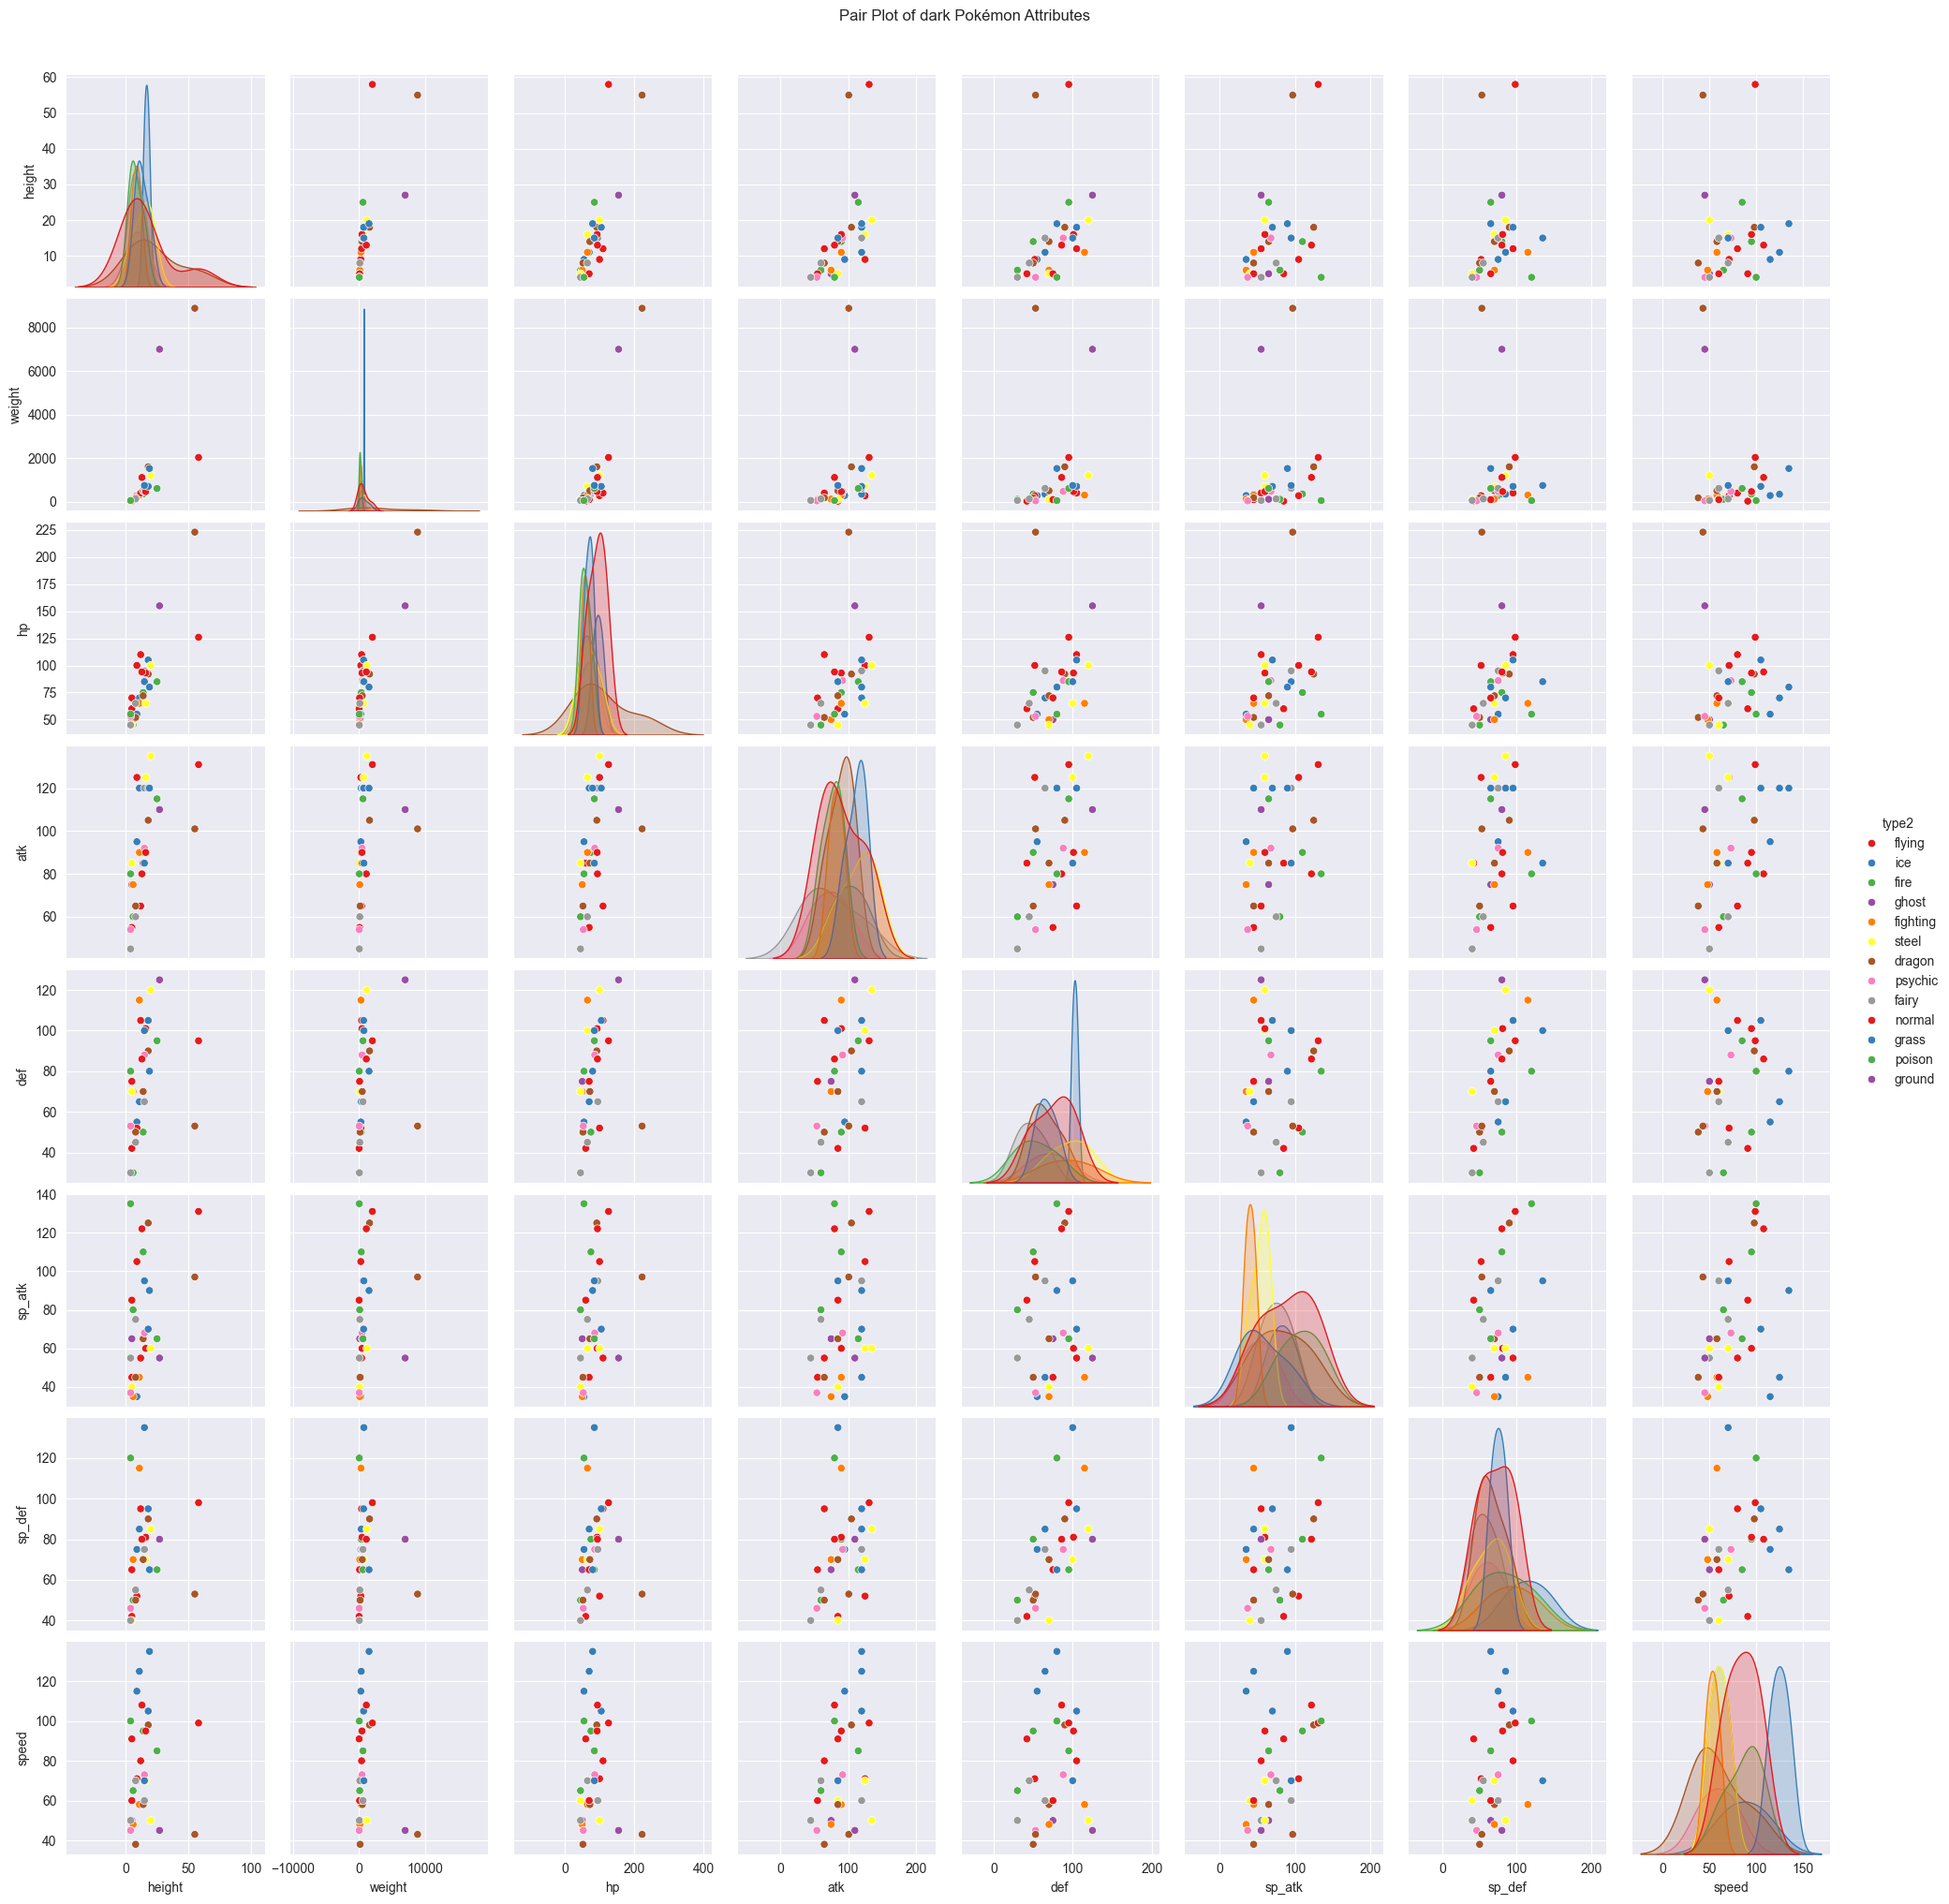 Pair Plot of dark Pokémon Attributes
60
50
40
30
20
10
height
8000
6000
4000
2000
0
weight
225
200
175
150
125
100
75
50
hp
120
100
80
60
atk
120
100
80
60
40
def
140
120
100
80
60
40
sp_atk
120
100
80
60
40
sp_def
120
100
80
60
40
speed
0 50 100
height
−10000 0 10000
weight
0 200 400
hp
0 100 200
atk
0 100 200
def
0 100 200
sp_atk
0 100 200
sp_def
0 50 100 150
speed
type2
flying
ice
fire
ghost
fighting
steel
dragon
psychic
fairy
normal
grass
poison
ground